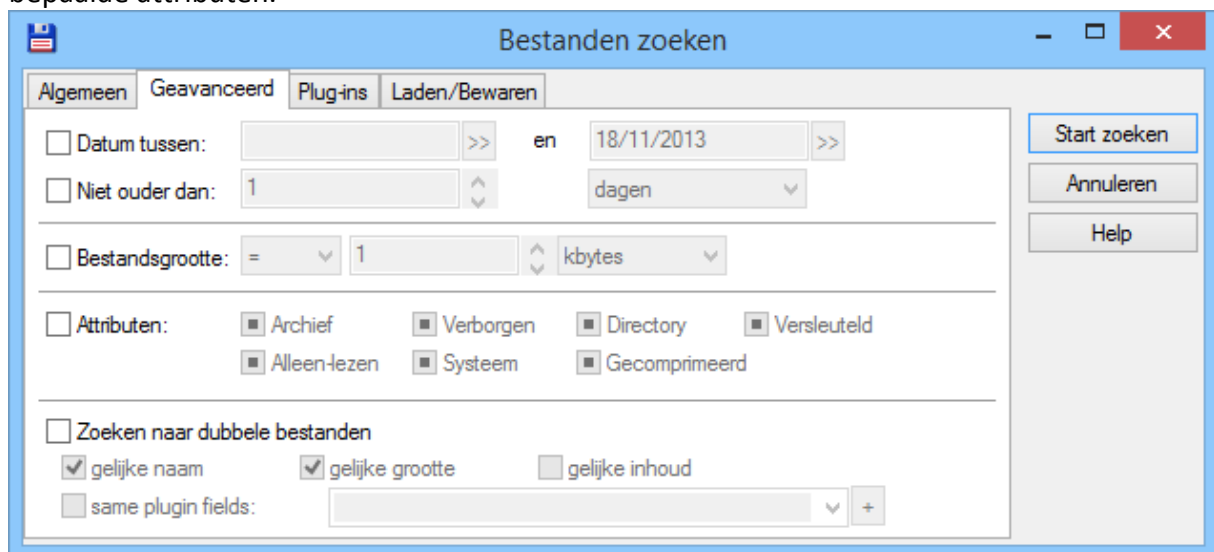 bepaalde attributen.
Bestanden zoeken
Algemeen Geavanceerd Plug-ins Laden/Bewaren
Datum tussen: >> en 18/11/2013 >>
Start zoeken
Niet ouder dan: 1 dagen
Annuleren
Help
Bestandsgrootte: = 1 kbytes
Attributen: Archief Verborgen Directory Versleuteld
Alleen-lezen Systeem Gecomprimeerd
Zoeken naar dubbele bestanden
gelijke naam gelijke grootte gelijke inhoud
same plugin fields: +